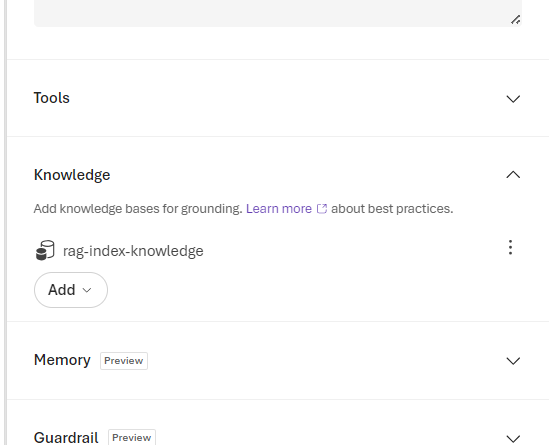 Tools
Knowledge
Add knowledge bases for grounding. Learn more about best practices.
rag-index-knowledge
Add
Memory Preview
Guardrail Preview